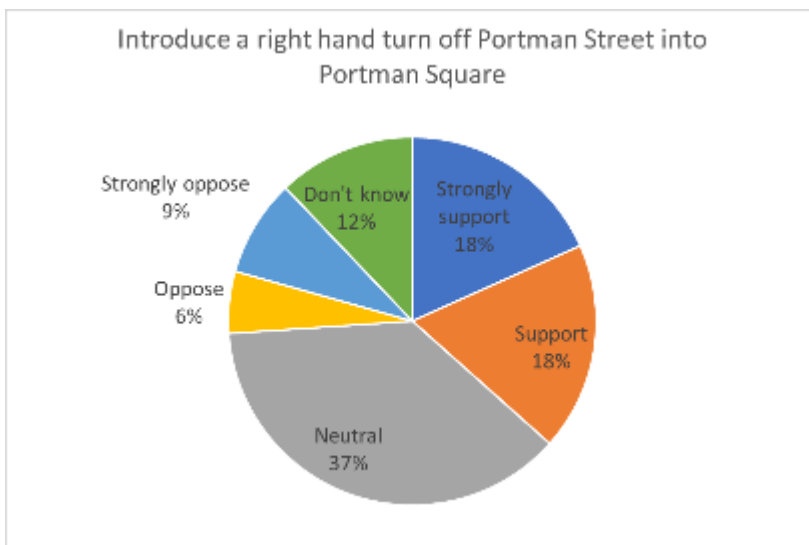 Introduce a right hand turn off Portman Street into
Portman Square
Strongly oppose
9%
Don't know
12%
Strongly
support
18%
Oppose
6%
Support
18%
Neutral
37%